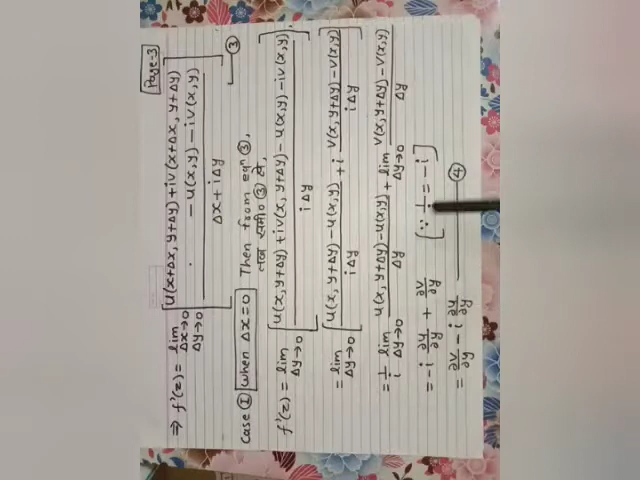 Page-3
⇒ f'(z) = lim Δx→0 Δy→0 [ u(x+Δx, y+Δy) + iv(x+Δx, y+Δy)
- u(x,y) - iv(x,y)
Δx + iΔy ] ③
Case ① when Δx = 0 Then from eqⁿ ③,
तब समी० ③ से,
f'(z) = lim Δy→0 [ u(x, y+Δy) + iv(x, y+Δy) - u(x,y) - iv(x,y)
iΔy ]
= lim Δy→0 [ u(x, y+Δy) - u(x,y)
iΔy + i v(x, y+Δy) - v(x,y)
iΔy ]
= 1/i lim Δy→0 u(x, y+Δy) - u(x,y)
Δy + lim Δy→0 v(x, y+Δy) - v(x,y)
Δy
= -i ∂u/∂y + ∂v/∂y [∴ 1/i = -i]
= ∂v/∂y - i ∂u/∂y ④